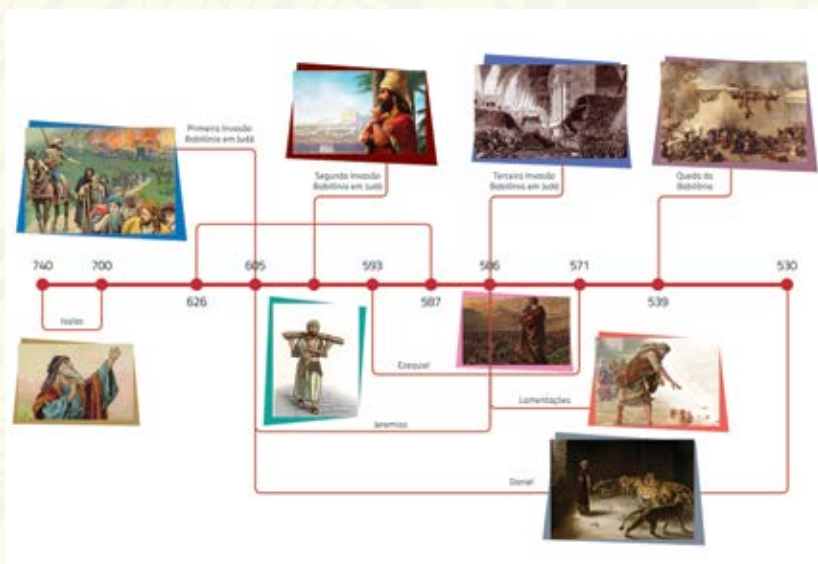 Primeira Invasão
Babilônia em Judá
Segunda Invasão
Babilônia em Judá
Terceira Invasão
Babilônia em Judá
Queda da
Babilônia
740
700
605
593
586
571
530
626
587
539
Isaías
Ezequiel
Lamentações
Jeremias
Daniel